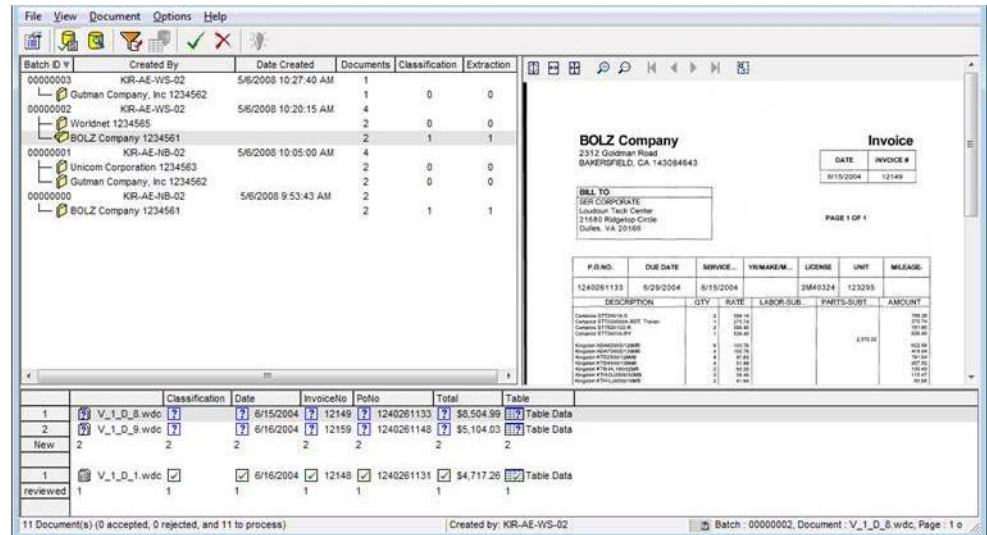 File View Document Options Help
Batch ID Created By Date Created Documents Classification Extraction
00000003 KIR-AE-WS-02 5/6/2008 10:27:40 AM 1
Gutman Company, Inc 1234562 1 0 0
00000002 KIR-AE-WS-02 5/6/2008 10:20:15 AM 4
Worldnet 1234565 2 0 0
BOLZ Company 1234561 2 1 1
00000001 KIR-AE-NB-02 5/6/2008 10:05:00 AM 4
Unicom Corporation 1234563 2 0 0
Gutman Company, Inc 1234562 2 0 0
00000000 KIR-AE-NB-02 5/6/2008 9:53:43 AM 2
BOLZ Company 1234561 2 1 1
BOLZ Company Invoice
2312 Goldman Road
BAKERSFIELD, CA 143084643
DATE INVOICE #
6/15/2004 12149
BILL TO
SER CORPORATE
Loudoun Tech Center
21680 Ridgetop Circle
Dulles, VA 20166
PAGE 1 OF 1
P.O.NO. DUE DATE SERVICE... YR/MAKE/M... LICENSE UNIT MILEAGE:
1240261133 6/29/2004 6/15/2004 3M40324 123295
DESCRIPTION QTY RATE LABOR-SUB... PARTS-SUBT... AMOUNT
Classification Date InvoiceNo PoNo Total Table
1 V_1_D_8.wdc 6/15/2004 12149 1240261133 $8,504.99 Table Data
2 V_1_D_9.wdc 6/16/2004 12159 1240261148 $5,104.03 Table Data
New 2 2 2 2 2 2 2
1 V_1_D_1.wdc 6/16/2004 12148 1240261131 $4,717.26 Table Data
reviewed 1 1 1 1 1 1 1
11 Document(s) (0 accepted, 0 rejected, and 11 to process) Created by: KIR-AE-WS-02 Batch : 00000002, Document : V_1_D_8.wdc, Page : 1 o